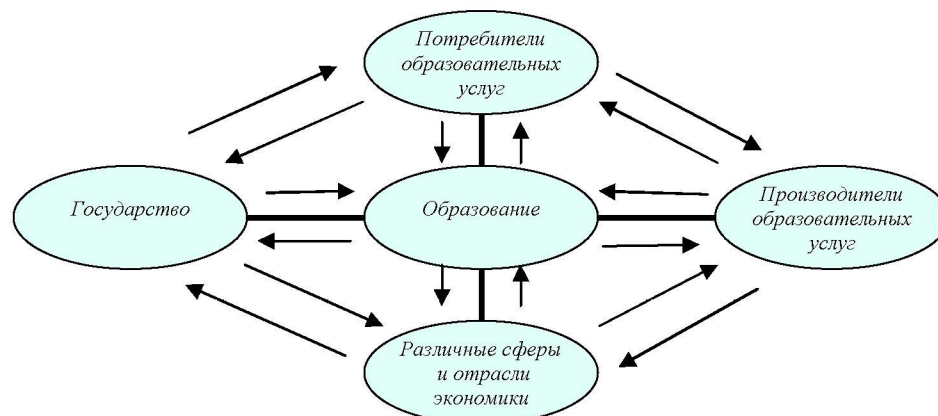 Потребители
образовательных
услуг
Государство
Образование
Производители
образовательных
услуг
Различные сферы
и отрасли
экономики